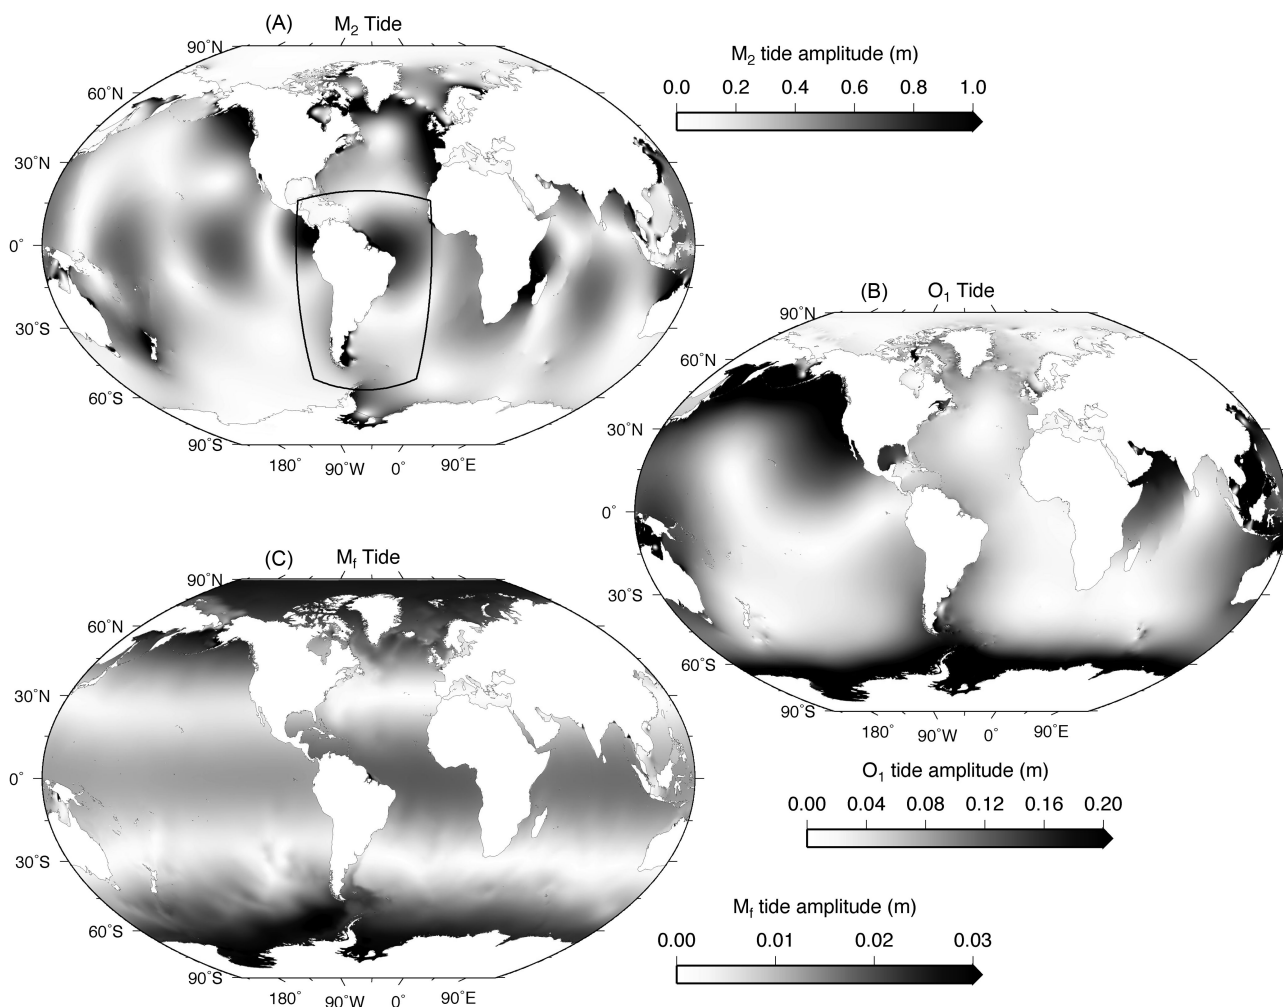 (A) M₂ Tide
90˚N
60˚N
30˚N
0˚
30˚S
60˚S
90˚S
180˚ 90˚W 0˚ 90˚E
M₂ tide amplitude (m)
0.0 0.2 0.4 0.6 0.8 1.0
(B) O₁ Tide
90˚N
60˚N
30˚N
0˚
30˚S
60˚S
90˚S
180˚ 90˚W 0˚ 90˚E
O₁ tide amplitude (m)
0.00 0.04 0.08 0.12 0.16 0.20
(C) M_f Tide
90˚N
60˚N
30˚N
0˚
30˚S
60˚S
90˚S
180˚ 90˚W 0˚ 90˚E
M_f tide amplitude (m)
0.00 0.01 0.02 0.03